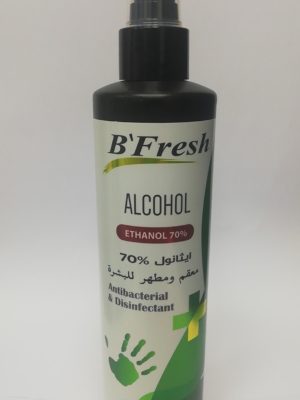 B'Fresh
ALCOHOL
ETHANOL 70%
ايثانول 70%
معقم ومطهر للبشرة
Antibacterial
& Disinfectant